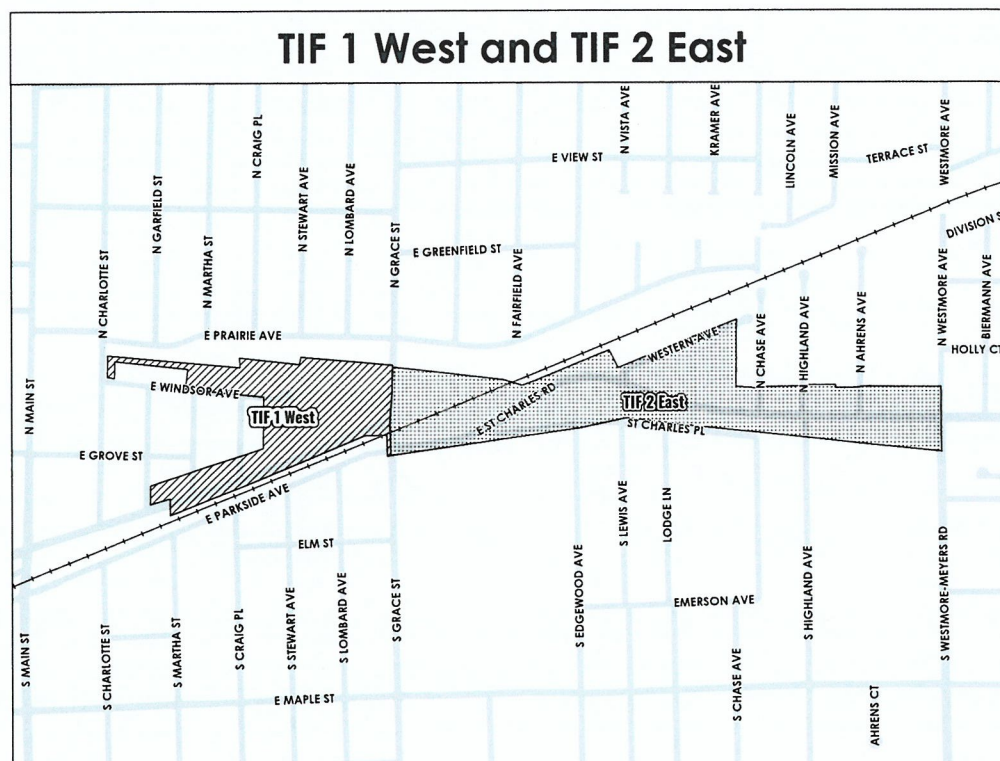 TIF 1 West and TIF 2 East
N CRAIG PL
N VISTA AVE
KRAMER AVE
LINCOLN AVE
MISSION AVE
TERRACE ST
WESTMORE AVE
E VIEW ST
N GARFIELD ST
N STEWART AVE
N LOMBARD AVE
N GRACE ST
E GREENFIELD ST
N MARTHA ST
N CHARLOTTE ST
N FAIRFIELD AVE
DIVISION S
BIERMANN AVE
N WESTMORE AVE
HOLLY CT
E PRAIRIE AVE
WESTERN AVE
N CHASE AVE
N HIGHLAND AVE
N AHRENS AVE
N MAIN ST
E WINDSOR AVE
TIF 1 West
E ST CHARLES RD
TIF 2 East
ST CHARLES PL
E GROVE ST
E PARKSIDE AVE
ELM ST
S LEWIS AVE
LODGE LN
S EDGEWOOD AVE
EMERSON AVE
S HIGHLAND AVE
S WESTMORE-MEYERS RD
S MAIN ST
S CHARLOTTE ST
S MARTHA ST
S CRAIG PL
S STEWART AVE
S LOMBARD AVE
S GRACE ST
E MAPLE ST
S CHASE AVE
AHRENS CT